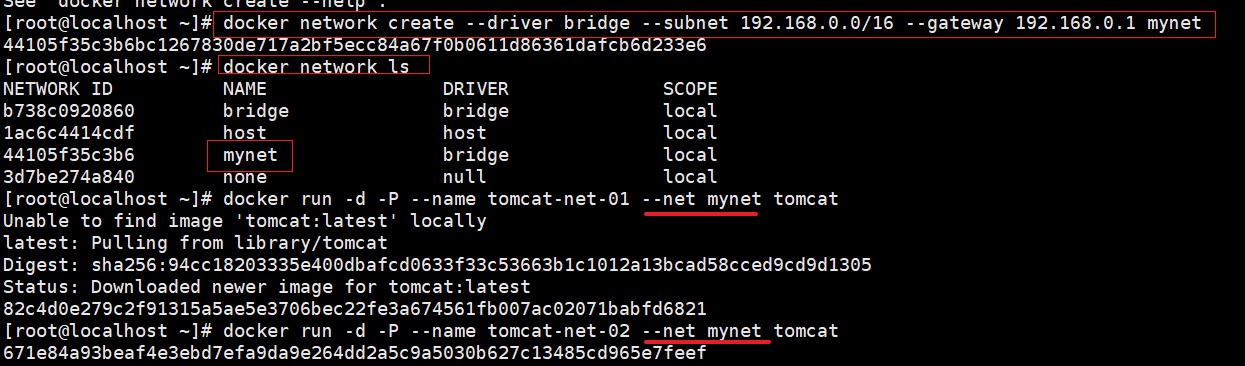 See 'docker network create --help'.
[root@localhost ~]# docker network create --driver bridge --subnet 192.168.0.0/16 --gateway 192.168.0.1 mynet
44105f35c3b6bc1267830de717a2bf5ecc84a67f0b0611d86361dafcb6d233e6
[root@localhost ~]# docker network ls
NETWORK ID NAME DRIVER SCOPE
b738c0920860 bridge bridge local
1ac6c4414cdf host host local
44105f35c3b6 mynet bridge local
3d7be274a840 none null local
[root@localhost ~]# docker run -d -P --name tomcat-net-01 --net mynet tomcat
Unable to find image 'tomcat:latest' locally
latest: Pulling from library/tomcat
Digest: sha256:94cc18203335e400dbafcd0633f33c53663b1c1012a13bcad58cced9cd9d1305
Status: Downloaded newer image for tomcat:latest
82c4d0e279c2f91315a5ae5e3706bec22fe3a674561fb007ac02071babfd6821
[root@localhost ~]# docker run -d -P --name tomcat-net-02 --net mynet tomcat
671e84a93beaf4e3ebd7efa9da9e264dd2a5c9a5030b627c13485cd965e7feef